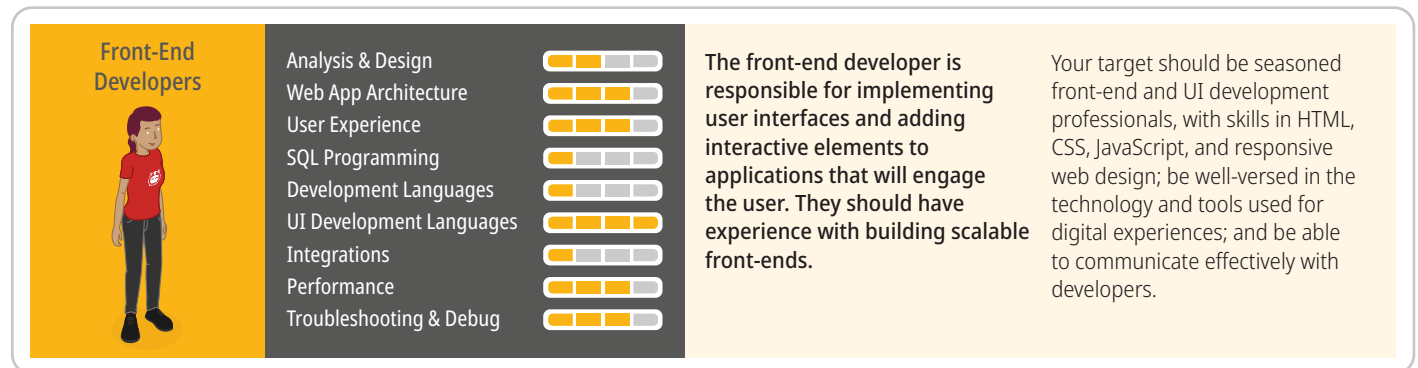 Front-End
Developers
Analysis & Design
Web App Architecture
User Experience
SQL Programming
Development Languages
UI Development Languages
Integrations
Performance
Troubleshooting & Debug
The front-end developer is
responsible for implementing
user interfaces and adding
interactive elements to
applications that will engage
the user. They should have
experience with building scalable
front-ends.
Your target should be seasoned
front-end and UI development
professionals, with skills in HTML,
CSS, JavaScript, and responsive
web design; be well-versed in the
technology and tools used for
digital experiences; and be able
to communicate effectively with
developers.